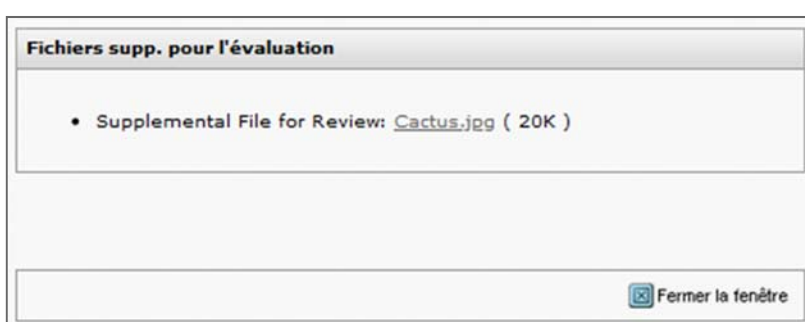 Fichiers supp. pour l'évaluation
• Supplemental File for Review: Cactus.jpg ( 20K )
Fermer la fenêtre